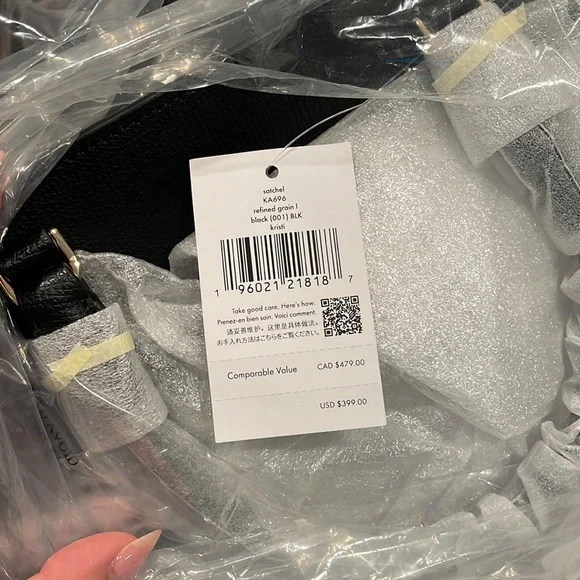 satchel
KA696
refined grain l
black (001) BLK
kristi
1 96021 21818 7
Take good care. Here's how.
Prenez-en bien soin. Voici comment.
请妥善维护。这里是具体做法。
お手入れ方法はこちらをご覧ください。
Comparable Value CAD $479.00
USD $399.00